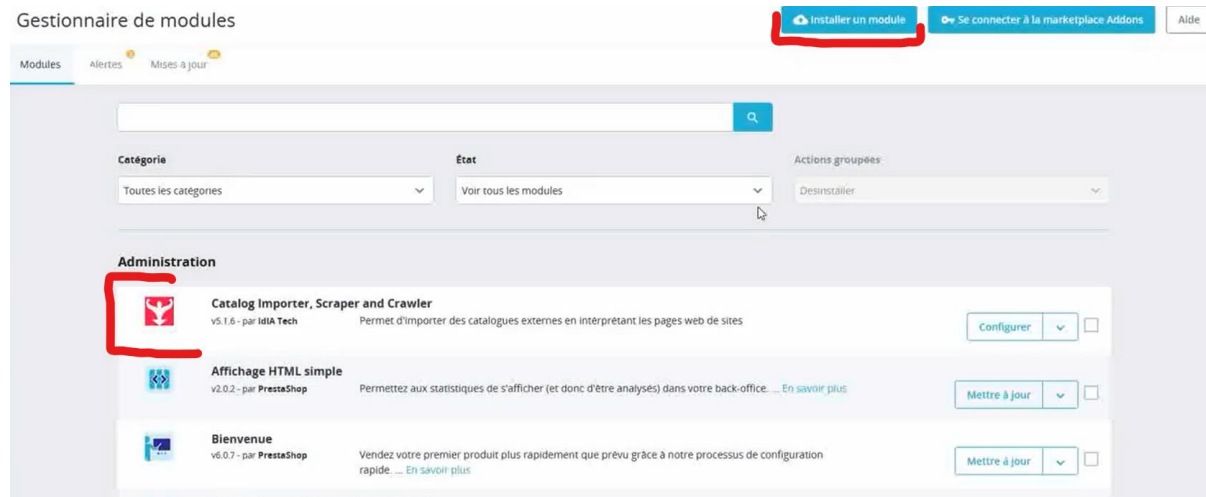 Gestionnaire de modules
Installer un module
Se connecter à la marketplace Addons
Aide
Modules
Alertes
Mises à jour
Catégorie
État
Actions groupées
Toutes les catégories
Voir tous les modules
Désinstaller
Administration
Catalog Importer, Scraper and Crawler
v5.1.6 - par IdIA Tech
Permet d'importer des catalogues externes en interprétant les pages web de sites
Configurer
Affichage HTML simple
v2.0.2 - par PrestaShop
Permettez aux statistiques de s'afficher (et donc d'être analysés) dans votre back-office. ... En savoir plus
Mettre à jour
Bienvenue
v6.0.7 - par PrestaShop
Vendez votre premier produit plus rapidement que prévu grâce à notre processus de configuration
rapide. ... En savoir plus
Mettre à jour